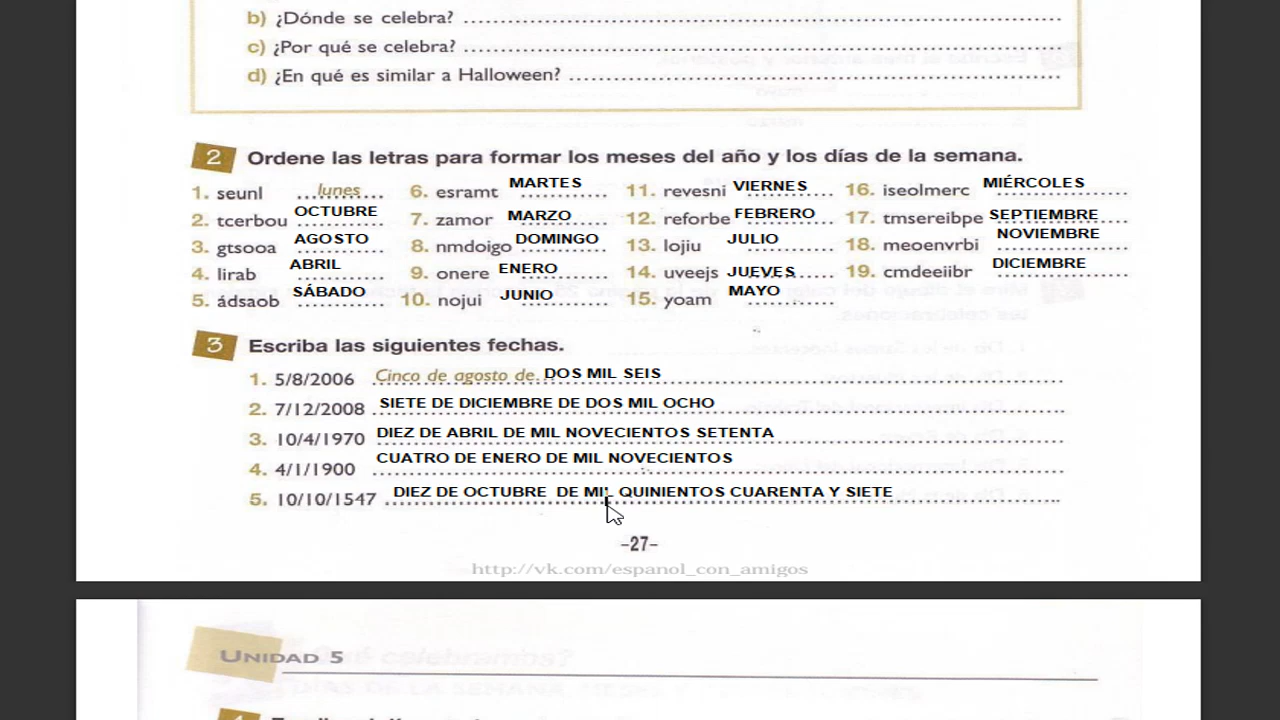 b) ¿Dónde se celebra?
c) ¿Por qué se celebra?
d) ¿En qué es similar a Halloween?
2 Ordene las letras para formar los meses del año y los días de la semana.
1. seunl lunes 6. esramt MARTES 11. revesni VIERNES 16. iseolmerc MIÉRCOLES
2. tcerbou OCTUBRE 7. zamor MARZO 12. reforbe FEBRERO 17. tmsereibpe SEPTIEMBRE
3. gtsooa AGOSTO 8. nmdoigo DOMINGO 13. lojiu JULIO 18. meoenvrbi NOVIEMBRE
4. lirab ABRIL 9. onere ENERO 14. uveejs JUEVES 19. cmdeeiibr DICIEMBRE
5. ádsaob SÁBADO 10. nojui JUNIO 15. yoam MAYO
3 Escriba las siguientes fechas.
1. 5/8/2006 Cinco de agosto de DOS MIL SEIS
2. 7/12/2008 SIETE DE DICIEMBRE DE DOS MIL OCHO
3. 10/4/1970 DIEZ DE ABRIL DE MIL NOVECIENTOS SETENTA
4. 4/1/1900 CUATRO DE ENERO DE MIL NOVECIENTOS
5. 10/10/1547 DIEZ DE OCTUBRE DE MIL QUINIENTOS CUARENTA Y SIETE
-27-
http://vk.com/espanol_con_amigos
UNIDAD 5